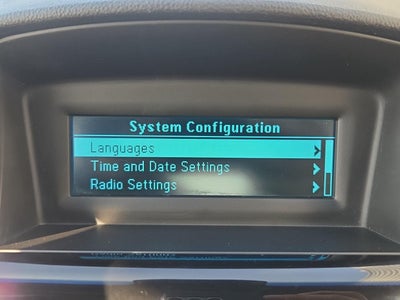 System Configuration
Languages
Time and Date Settings
Radio Settings